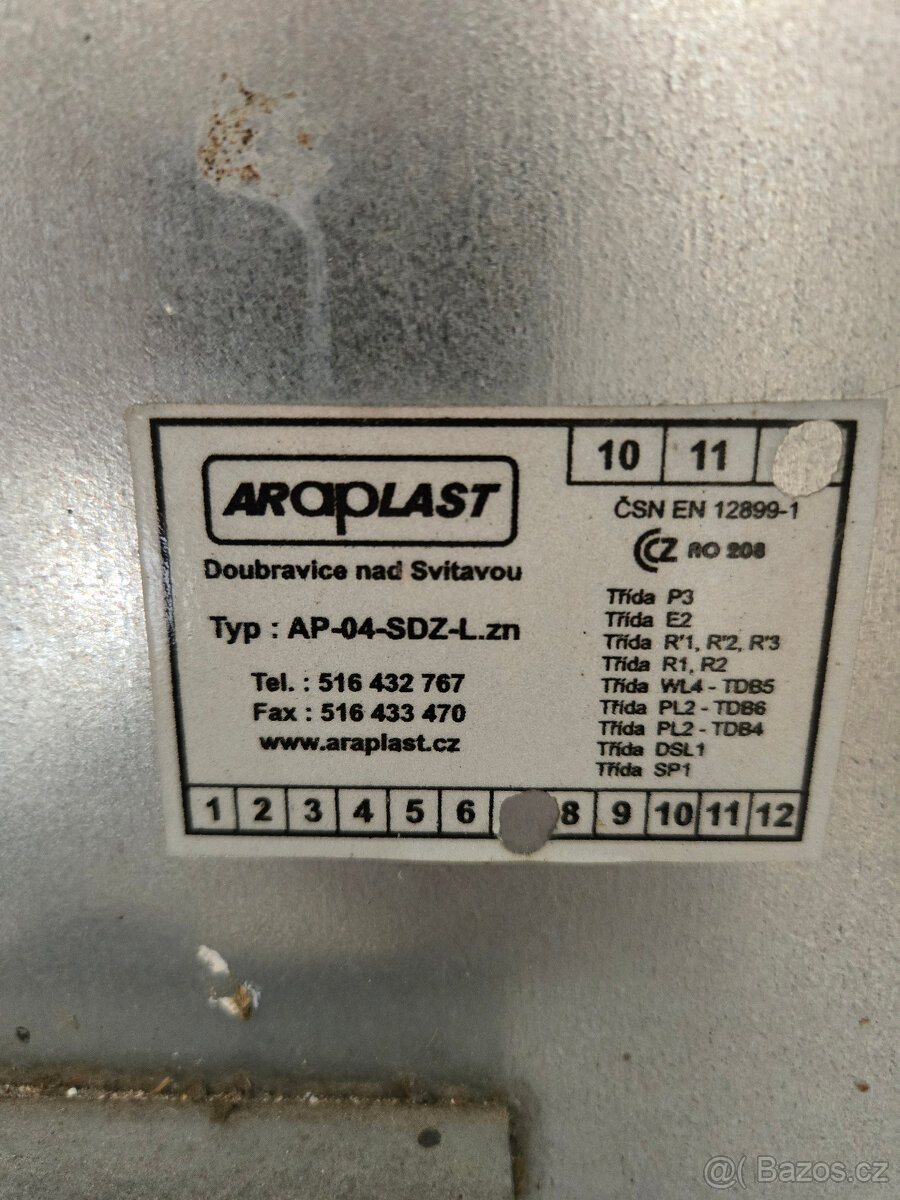 10 11
ARAPLAST
ČSN EN 12899-1
CZ RO 208
Doubravice nad Svitavou
Typ : AP-04-SDZ-L.zn
Tel. : 516 432 767
Fax : 516 433 470
www.araplast.cz
Třída P3
Třída E2
Třída R'1, R'2, R'3
Třída R1, R2
Třída WL4 - TDB5
Třída PL2 - TDB6
Třída PL2 - TDB4
Třída DSL1
Třída SP1
1 2 3 4 5 6 8 9 10 11 12
@( Bazos.cz